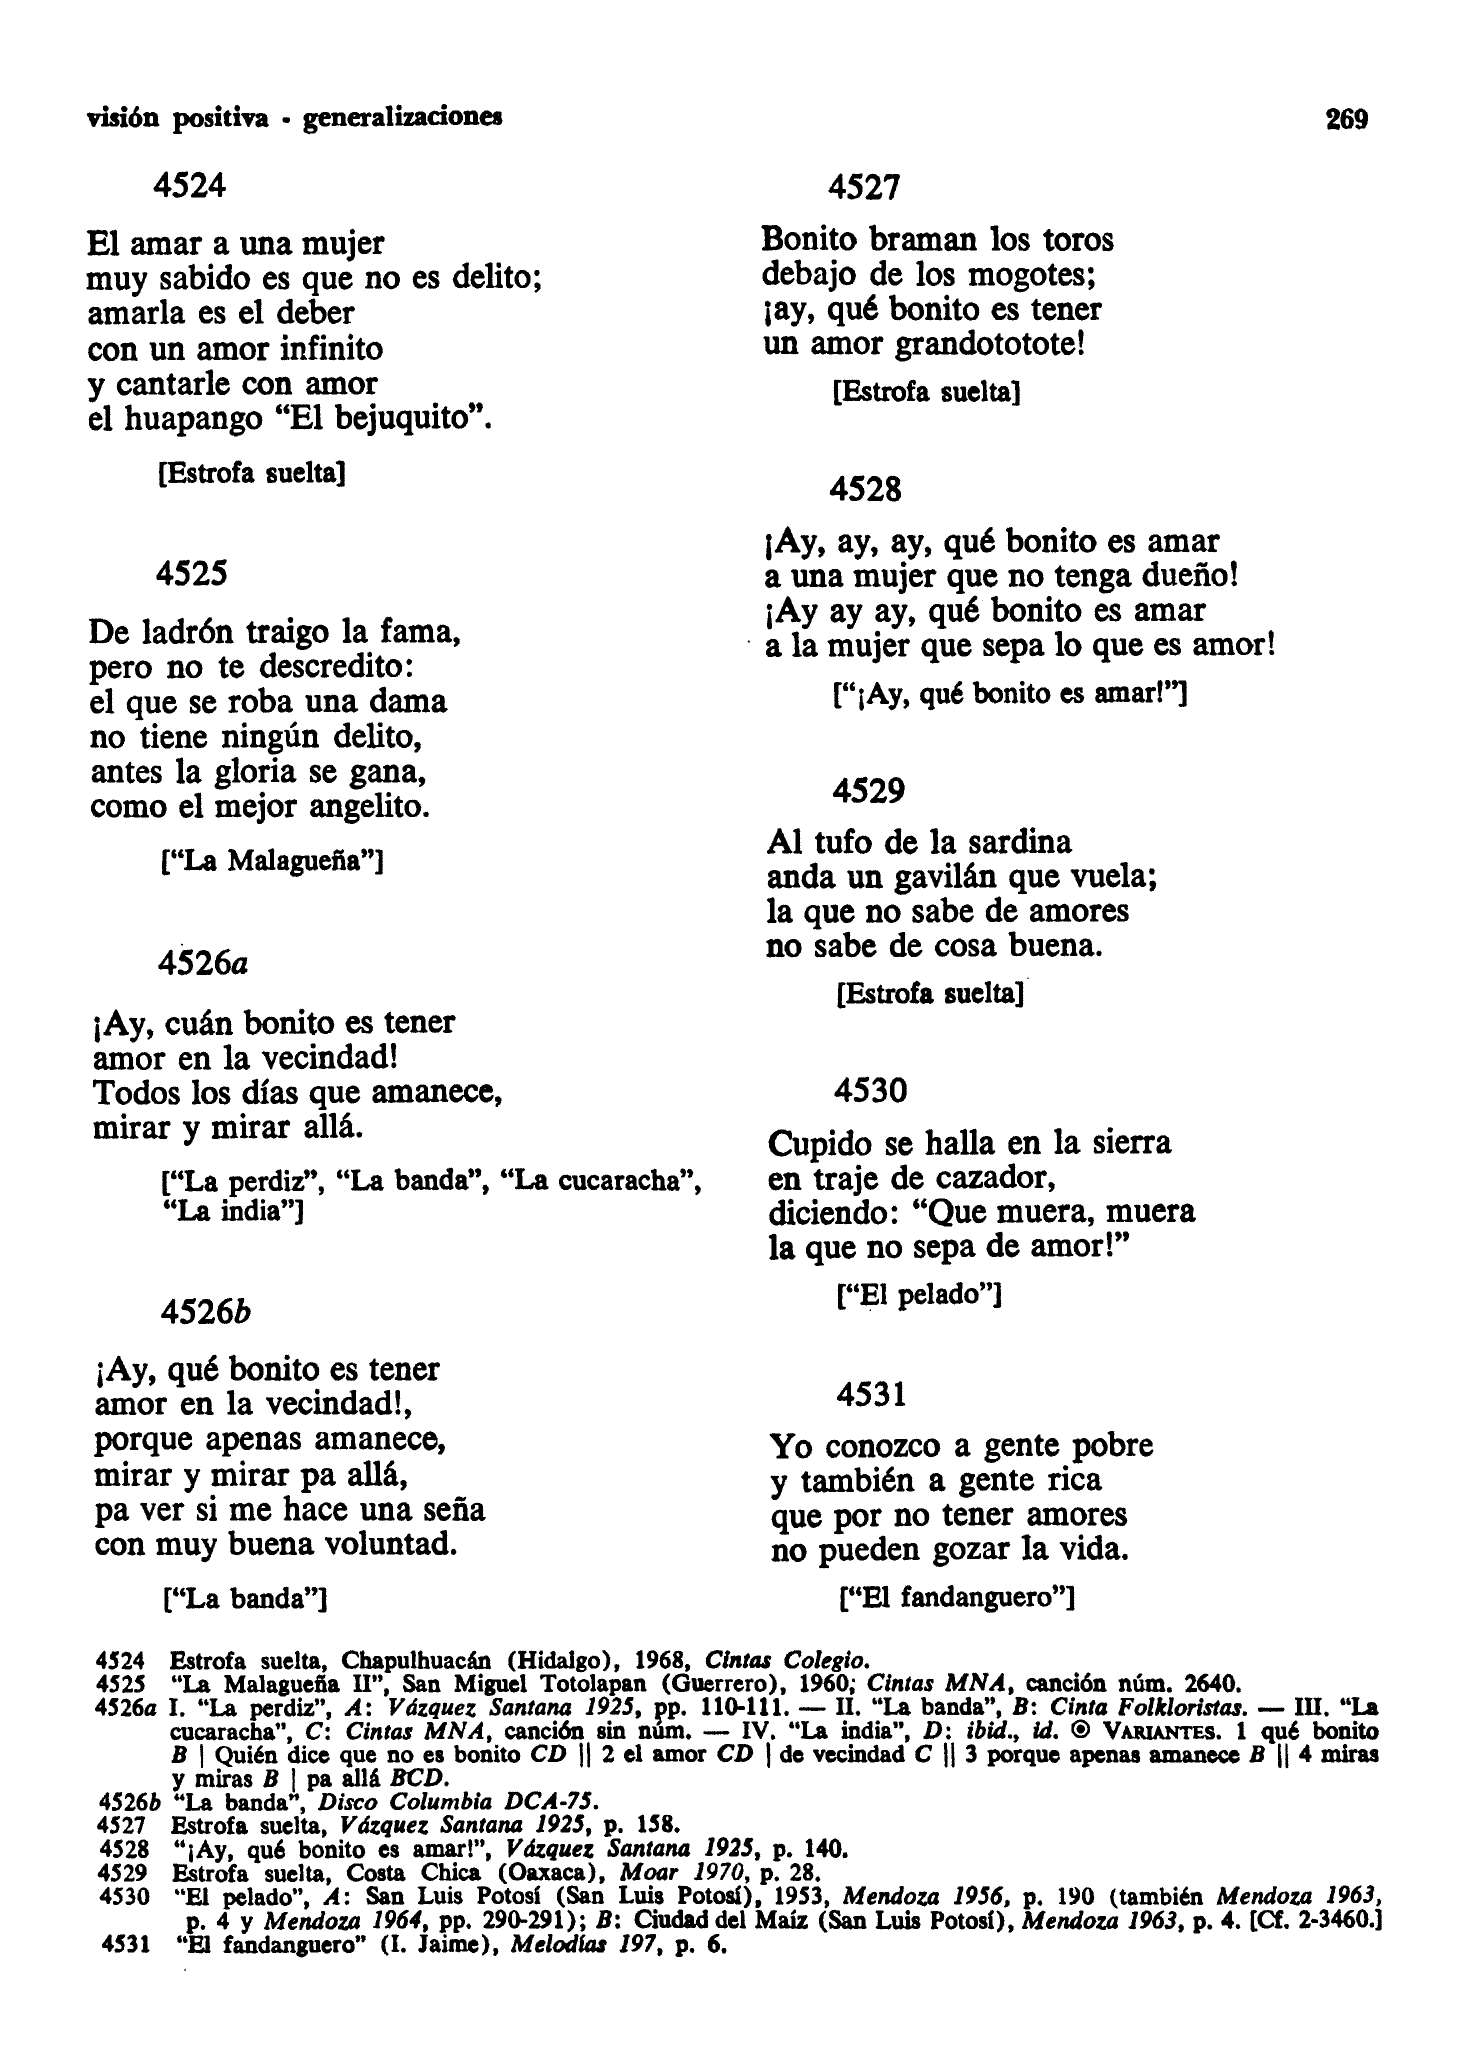 visión positiva - generalizaciones
269
4524
El amar a una mujer
muy sabido es que no es delito;
amarla es el deber
con un amor infinito
y cantarle con amor
el huapango “El bejuquito”.
[Estrofa suelta]
4525
De ladrón traigo la fama,
pero no te descredito:
el que se roba una dama
no tiene ningún delito,
antes la gloria se gana,
como el mejor angelito.
[“La Malagueña”]
4526a
¡Ay, cuán bonito es tener
amor en la vecindad!
Todos los días que amanece,
mirar y mirar allá.
[“La perdiz”, “La banda”, “La cucaracha”,
“La india”]
4526b
¡Ay, qué bonito es tener
amor en la vecindad!,
porque apenas amanece,
mirar y mirar pa allá,
pa ver si me hace una seña
con muy buena voluntad.
[“La banda”]
4527
Bonito braman los toros
debajo de los mogotes;
¡ay, qué bonito es tener
un amor grandototote!
[Estrofa suelta]
4528
¡Ay, ay, ay, qué bonito es amar
a una mujer que no tenga dueño!
¡Ay ay ay, qué bonito es amar
a la mujer que sepa lo que es amor!
[“¡Ay, qué bonito es amar!”]
4529
Al tufo de la sardina
anda un gavilán que vuela;
la que no sabe de amores
no sabe de cosa buena.
[Estrofa suelta]
4530
Cupido se halla en la sierra
en traje de cazador,
diciendo: “Que muera, muera
la que no sepa de amor!”
[“El pelado”]
4531
Yo conozco a gente pobre
y también a gente rica
que por no tener amores
no pueden gozar la vida.
[“El fandanguero”]
4524 Estrofa suelta, Chapulhuacán (Hidalgo), 1968, Cintas Colegio.
4525 “La Malagueña II”, San Miguel Totolapan (Guerrero), 1960; Cintas MNA, canción núm. 2640.
4526a I. “La perdiz”, A: Vázquez Santana 1925, pp. 110-111. — II. “La banda”, B: Cinta Folkloristas. — III. “La
cucaracha”, C: Cintas MNA, canción sin núm. — IV. “La india”, D: ibid., id. ® VARIANTES. 1 qué bonito
B | Quién dice que no es bonito CD || 2 el amor CD | de vecindad C || 3 porque apenas amanece B || 4 miras
y miras B | pa allá BCD.
4526b “La banda”, Disco Columbia DCA-75.
4527 Estrofa suelta, Vázquez Santana 1925, p. 158.
4528 “¡Ay, qué bonito es amar!”, Vázquez Santana 1925, p. 140.
4529 Estrofa suelta, Costa Chica (Oaxaca), Moar 1970, p. 28.
4530 “El pelado”, A: San Luis Potosí (San Luis Potosí), 1953, Mendoza 1956, p. 190 (también Mendoza 1963,
p. 4 y Mendoza 1964, pp. 290-291); B: Ciudad del Maíz (San Luis Potosí), Mendoza 1963, p. 4. [Cf. 2-3460.]
4531 “El fandanguero” (I. Jaime), Melodías 197, p. 6.